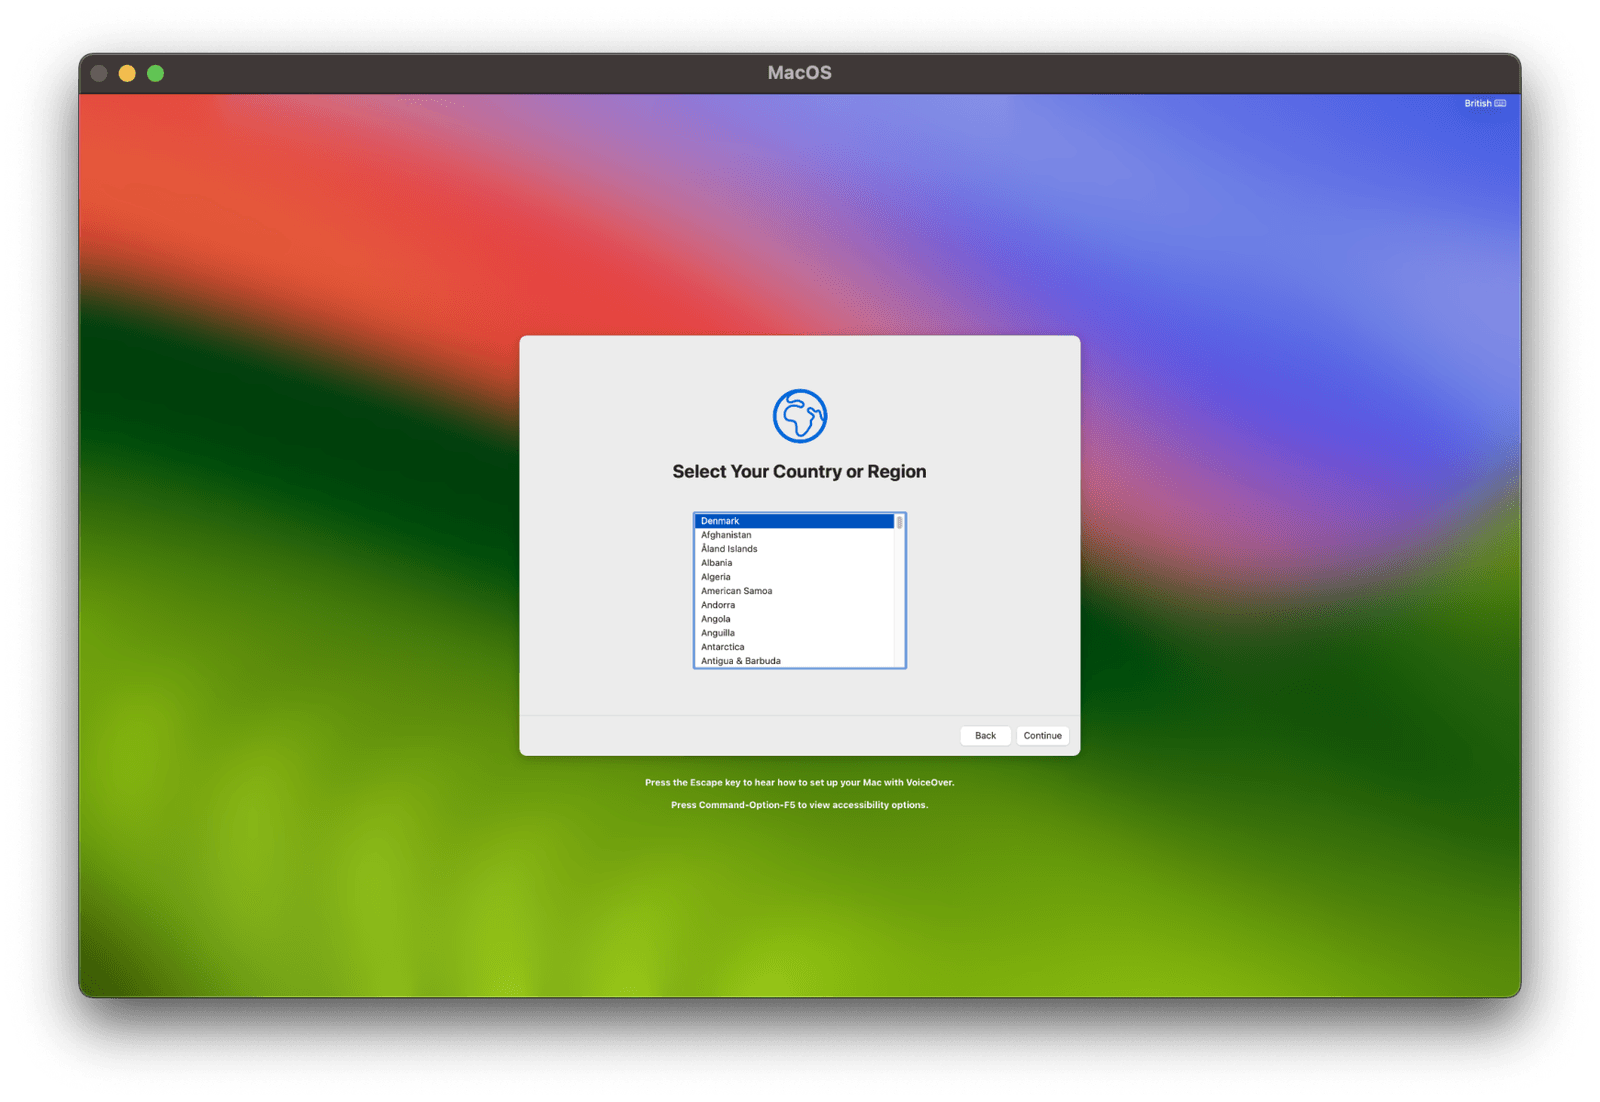 MacOS
British
Select Your Country or Region
Denmark
Afghanistan
Åland Islands
Albania
Algeria
American Samoa
Andorra
Angola
Anguilla
Antarctica
Antigua & Barbuda
Back
Continue
Press the Escape key to hear how to set up your Mac with VoiceOver.
Press Command-Option-F5 to view accessibility options.